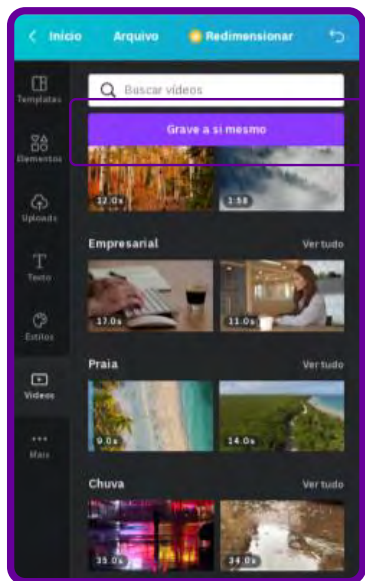 Início Arquivo Redimensionar
Templates
Buscar vídeos
Grave a si mesmo
Elementos
12.0s 1:58
Uploads
Empresarial Ver tudo
Texto
17.0s 11.0s
Estilos
Praia Ver tudo
Vídeos
9.0s 14.0s
Mais
Chuva Ver tudo
35.0s 34.0s